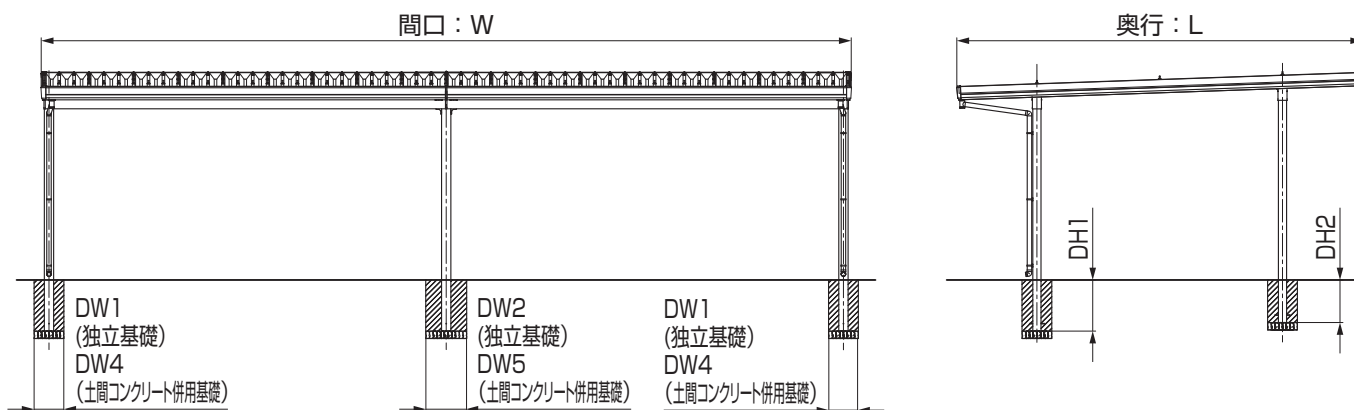 間口：W
奥行：L
DH1
DH2
DW1
(独立基礎)
DW4
(土間コンクリート併用基礎)
DW2
(独立基礎)
DW5
(土間コンクリート併用基礎)
DW1
(独立基礎)
DW4
(土間コンクリート併用基礎)